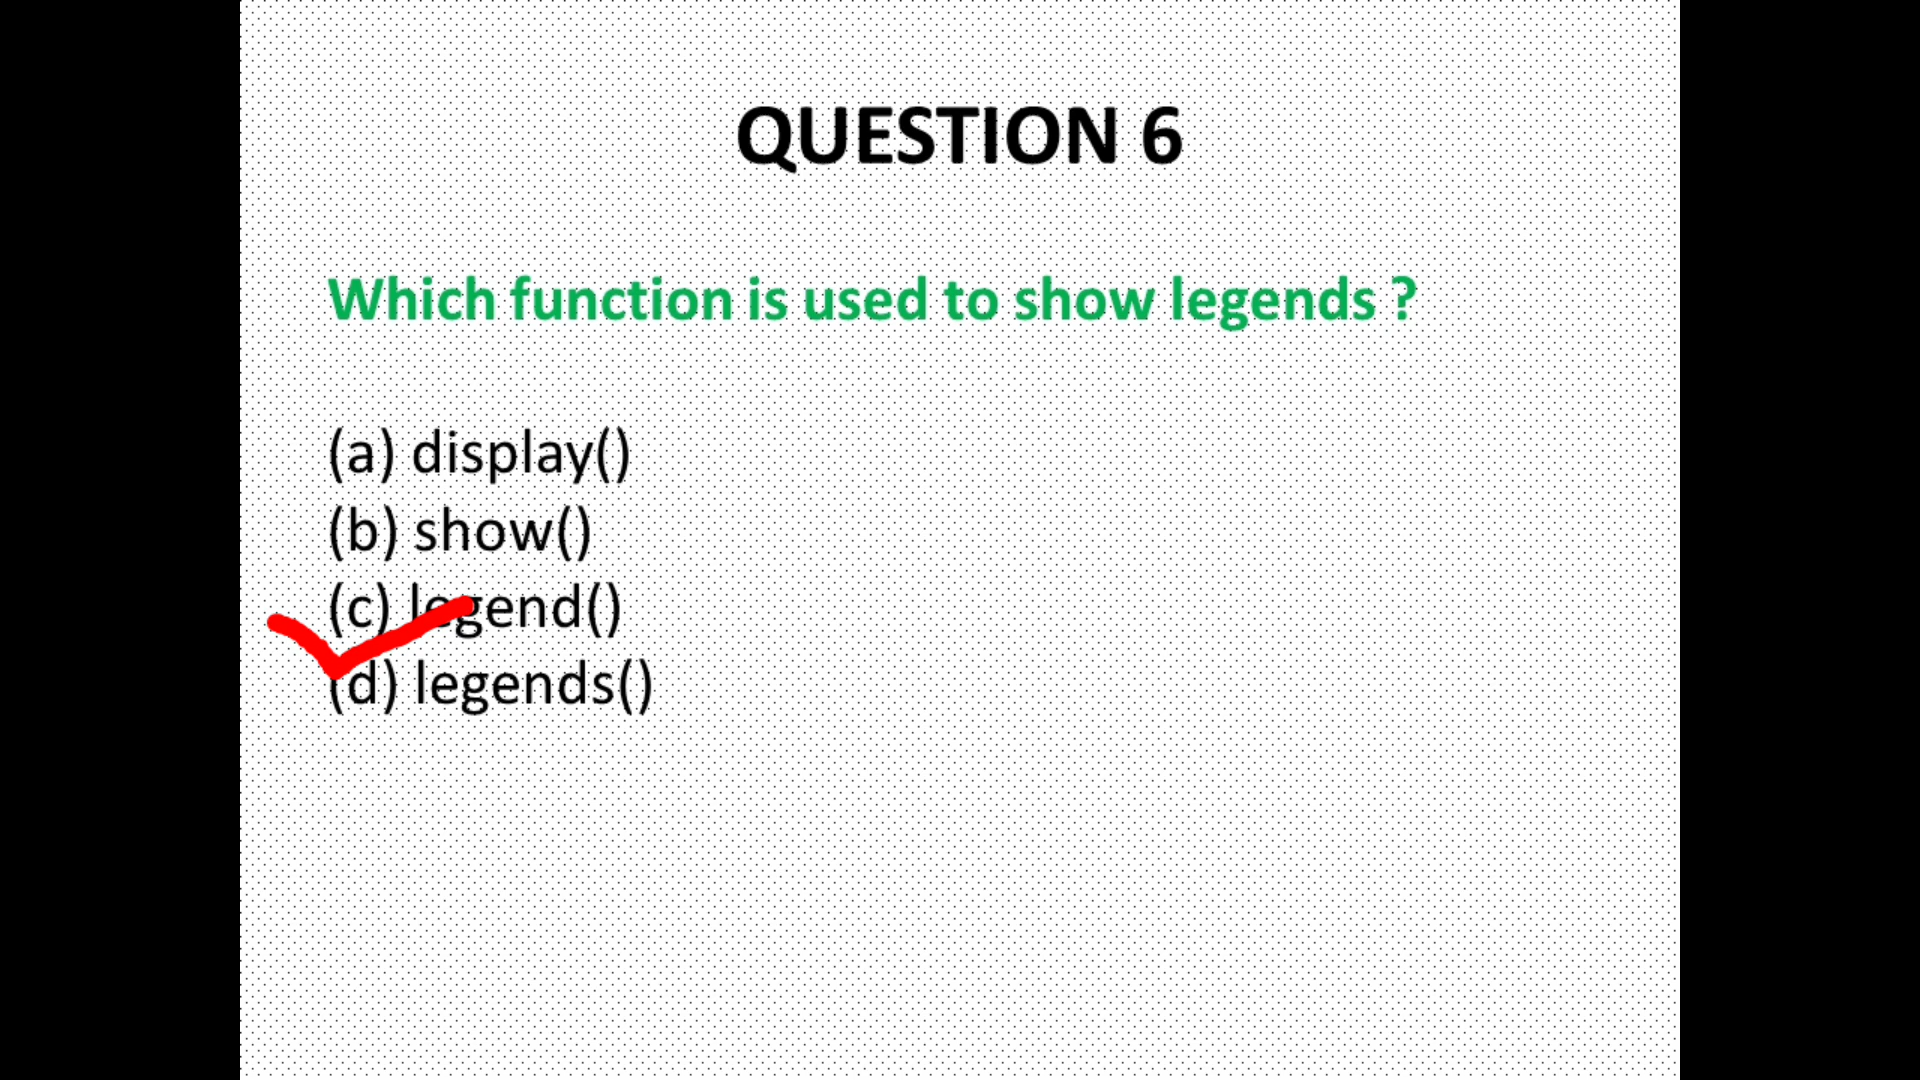 QUESTION 6
Which function is used to show legends ?
(a) display()
(b) show()
(c) legend()
(d) legends()